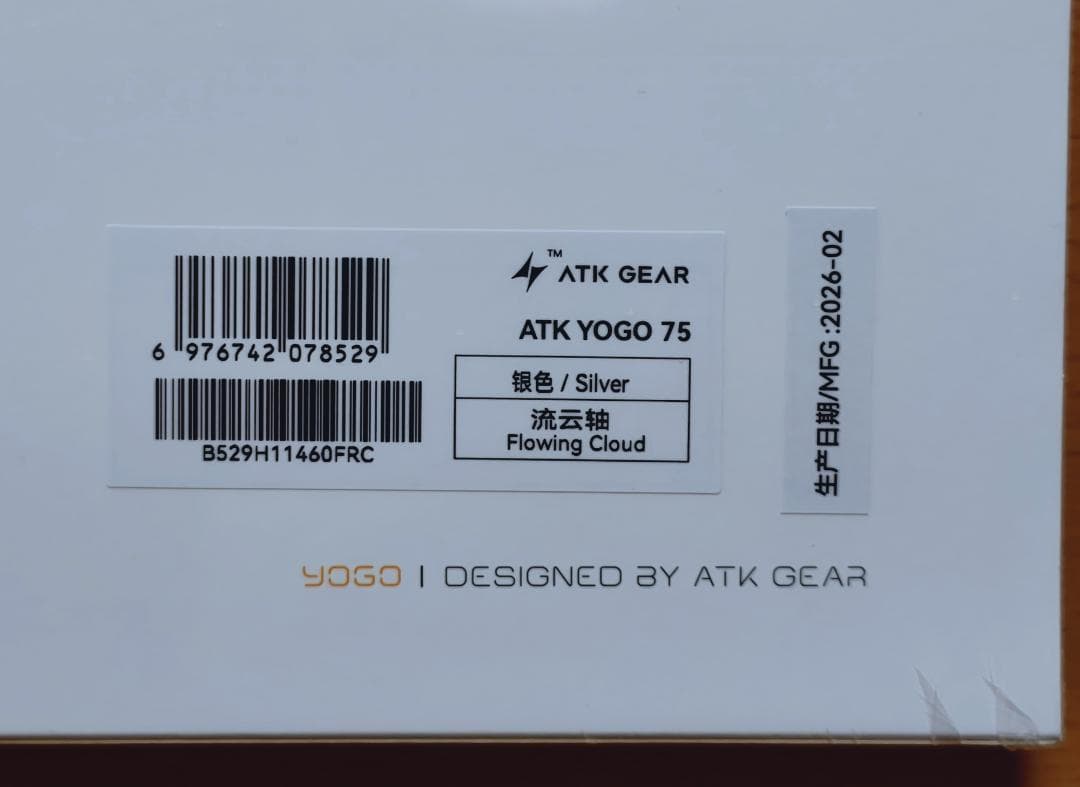 ™ ATK GEAR
ATK YOGO 75
6 976742 078529
银色 / Silver
流云轴
Flowing Cloud
B529H11460FRC
生产日期/MFG :2026-02
YOGO | DESIGNED BY ATK GEAR